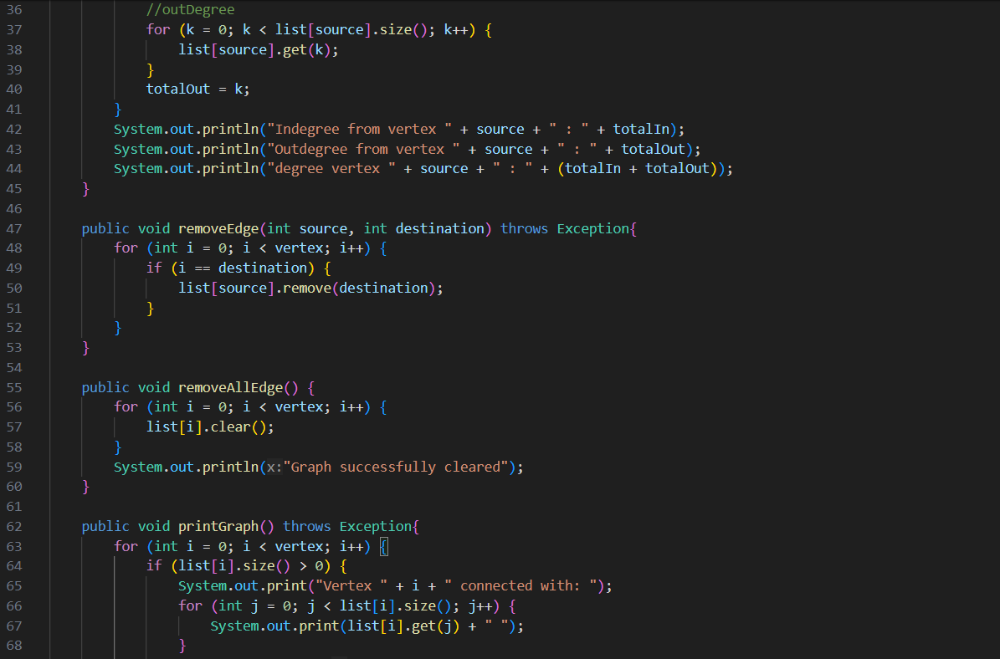 36 //outDegree
37 for (k = 0; k < list[source].size(); k++) {
38 list[source].get(k);
39 }
40 totalOut = k;
41 }
42 System.out.println("Indegree from vertex " + source + " : " + totalIn);
43 System.out.println("Outdegree from vertex " + source + " : " + totalOut);
44 System.out.println("degree vertex " + source + " : " + (totalIn + totalOut));
45 }
46
47 public void removeEdge(int source, int destination) throws Exception{
48 for (int i = 0; i < vertex; i++) {
49 if (i == destination) {
50 list[source].remove(destination);
51 }
52 }
53 }
54
55 public void removeAllEdge() {
56 for (int i = 0; i < vertex; i++) {
57 list[i].clear();
58 }
59 System.out.println(x:"Graph successfully cleared");
60 }
61
62 public void printGraph() throws Exception{
63 for (int i = 0; i < vertex; i++) {
64 if (list[i].size() > 0) {
65 System.out.print("Vertex " + i + " connected with: ");
66 for (int j = 0; j < list[i].size(); j++) {
67 System.out.print(list[i].get(j) + " ");
68 }